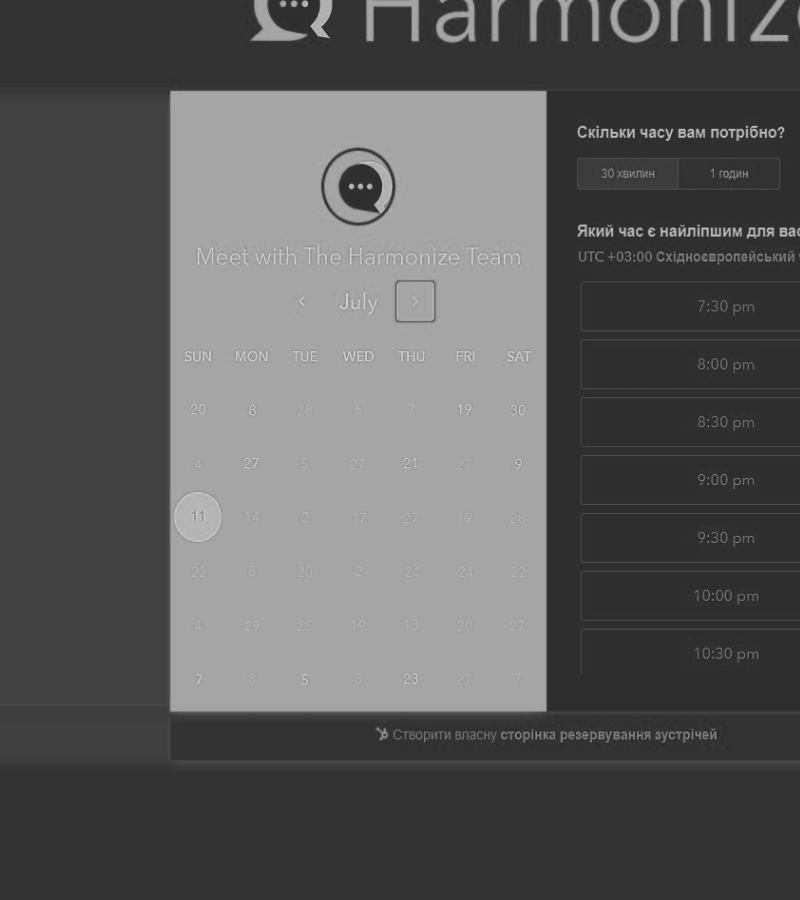 Harmonize
Meet with The Harmonize Team
July
SUN MON TUE WED THU FRI SAT
20 8 28 6 7 19 30
4 27 5 27 21 27 9
11 14 2 17 27 19 28
22 8 20 2 24 24 22
4 29 25 19 13 20 27
7 8 5 8 23 27 7
Скільки часу вам потрібно?
30 хвилин 1 годин
Який час є найліпшим для вас
UTC +03:00 Східноєвропейський
7:30 pm
8:00 pm
8:30 pm
9:00 pm
9:30 pm
10:00 pm
10:30 pm
Створити власну сторінка резервування зустрічей